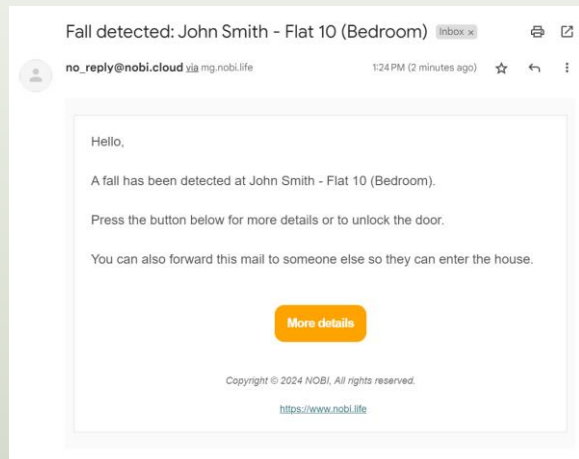 Fall detected: John Smith - Flat 10 (Bedroom) Inbox x
no_reply@nobi.cloud via mg.nobi.life 1:24 PM (2 minutes ago)
Hello,
A fall has been detected at John Smith - Flat 10 (Bedroom).
Press the button below for more details or to unlock the door.
You can also forward this mail to someone else so they can enter the house.
More details
Copyright © 2024 NOBI, All rights reserved.
https://www.nobi.life